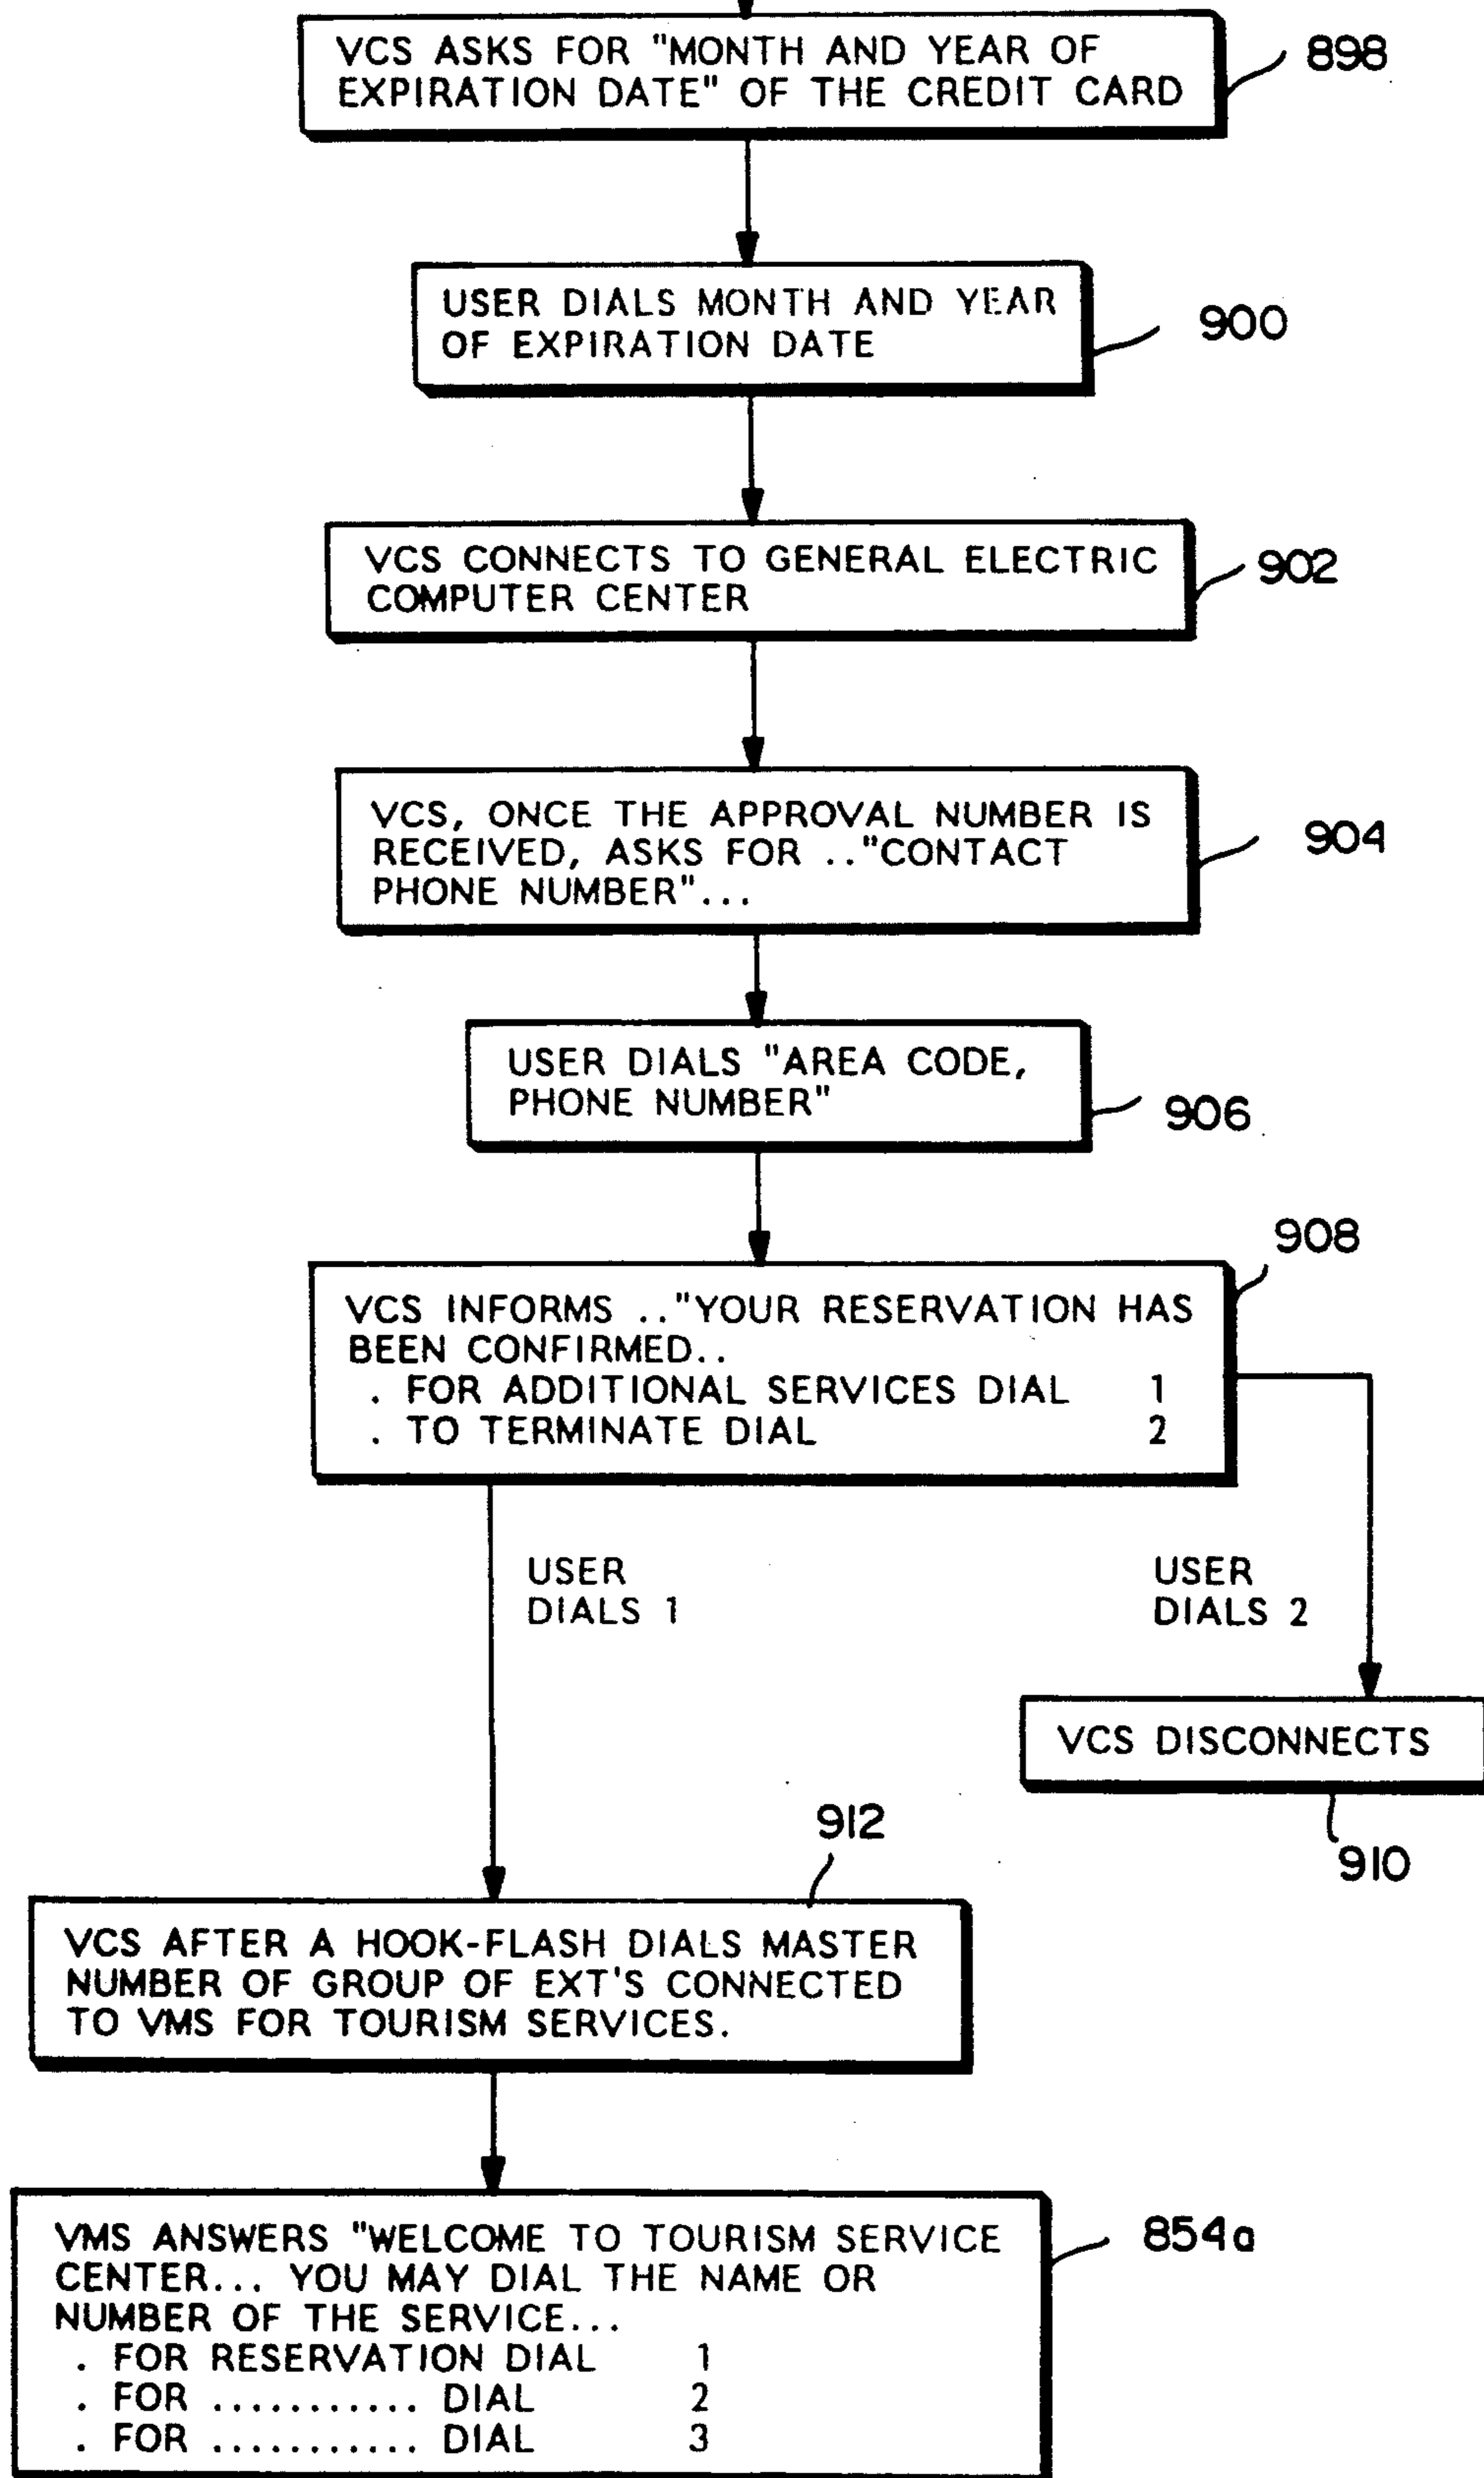 VCS ASKS FOR "MONTH AND YEAR OF
EXPIRATION DATE" OF THE CREDIT CARD
898
USER DIALS MONTH AND YEAR
OF EXPIRATION DATE
900
VCS CONNECTS TO GENERAL ELECTRIC
COMPUTER CENTER
902
VCS, ONCE THE APPROVAL NUMBER IS
RECEIVED, ASKS FOR .."CONTACT
PHONE NUMBER"...
904
USER DIALS "AREA CODE,
PHONE NUMBER"
906
908
VCS INFORMS .."YOUR RESERVATION HAS
BEEN CONFIRMED..
. FOR ADDITIONAL SERVICES DIAL 1
. TO TERMINATE DIAL 2
USER
DIALS 1
USER
DIALS 2
VCS DISCONNECTS
910
912
VCS AFTER A HOOK-FLASH DIALS MASTER
NUMBER OF GROUP OF EXT'S CONNECTED
TO VMS FOR TOURISM SERVICES.
VMS ANSWERS "WELCOME TO TOURISM SERVICE
CENTER... YOU MAY DIAL THE NAME OR
NUMBER OF THE SERVICE...
. FOR RESERVATION DIAL 1
. FOR ........... DIAL 2
. FOR ........... DIAL 3
854a